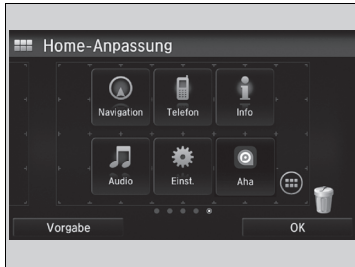 Home-Anpassung
Navigation Telefon Info
Audio Einst. Aha
Vorgabe OK